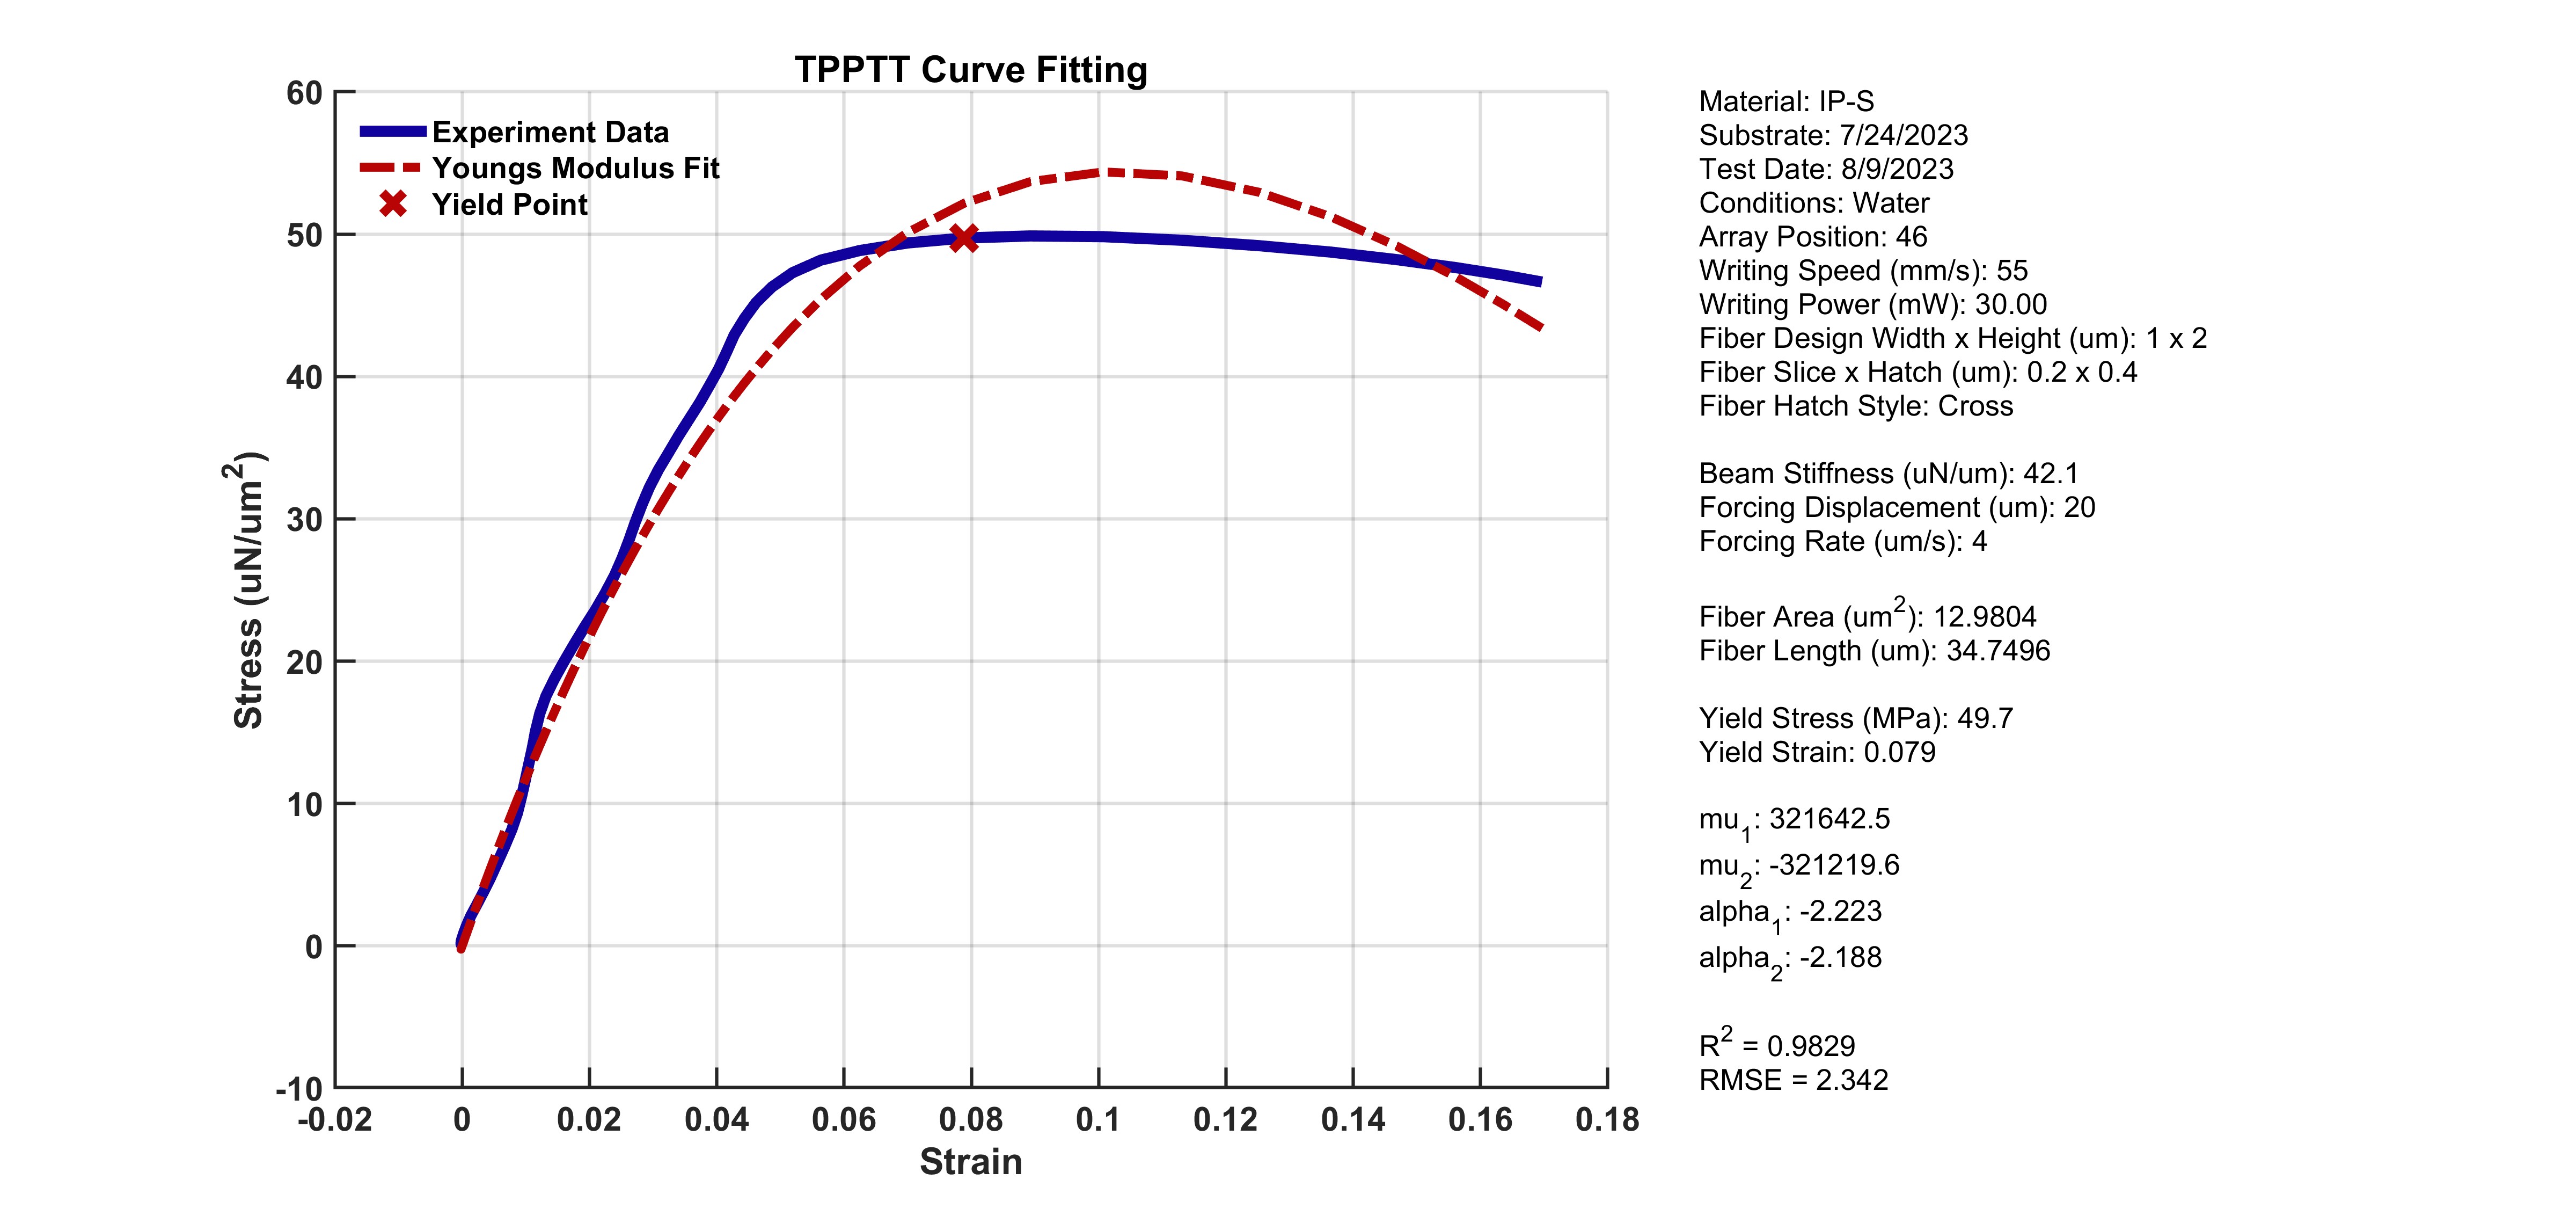 TPPTT Curve Fitting
60
50
40
30
20
10
0
-10
Stress (uN/um²)
Experiment Data
Youngs Modulus Fit
Yield Point
-0.02 0 0.02 0.04 0.06 0.08 0.1 0.12 0.14 0.16 0.18
Strain
Material: IP-S
Substrate: 7/24/2023
Test Date: 8/9/2023
Conditions: Water
Array Position: 46
Writing Speed (mm/s): 55
Writing Power (mW): 30.00
Fiber Design Width x Height (um): 1 x 2
Fiber Slice x Hatch (um): 0.2 x 0.4
Fiber Hatch Style: Cross
Beam Stiffness (uN/um): 42.1
Forcing Displacement (um): 20
Forcing Rate (um/s): 4
Fiber Area (um²): 12.9804
Fiber Length (um): 34.7496
Yield Stress (MPa): 49.7
Yield Strain: 0.079
mu₁: 321642.5
mu₂: -321219.6
alpha₁: -2.223
alpha₂: -2.188
R² = 0.9829
RMSE = 2.342